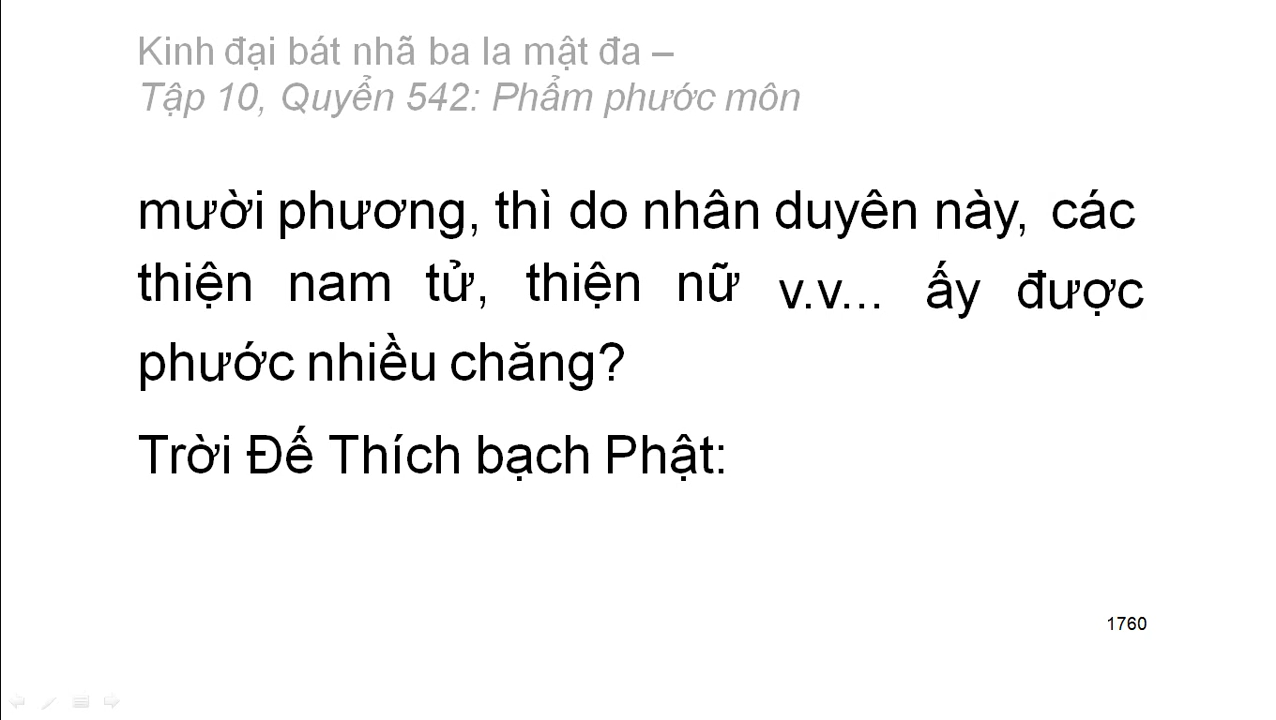 Kinh đại bát nhã ba la mật đa –
Tập 10, Quyển 542: Phẩm phước môn
mười phương, thì do nhân duyên này, các
thiện nam tử, thiện nữ v.v... ấy được
phước nhiều chăng?
Trời Đế Thích bạch Phật:
1760